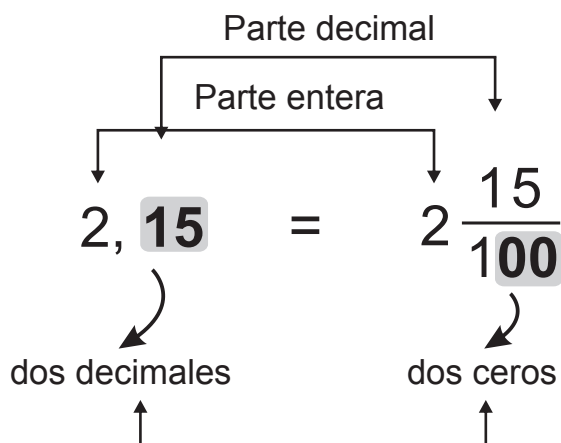 Parte decimal
Parte entera
2, 15 = 2 15/100
dos decimales dos ceros